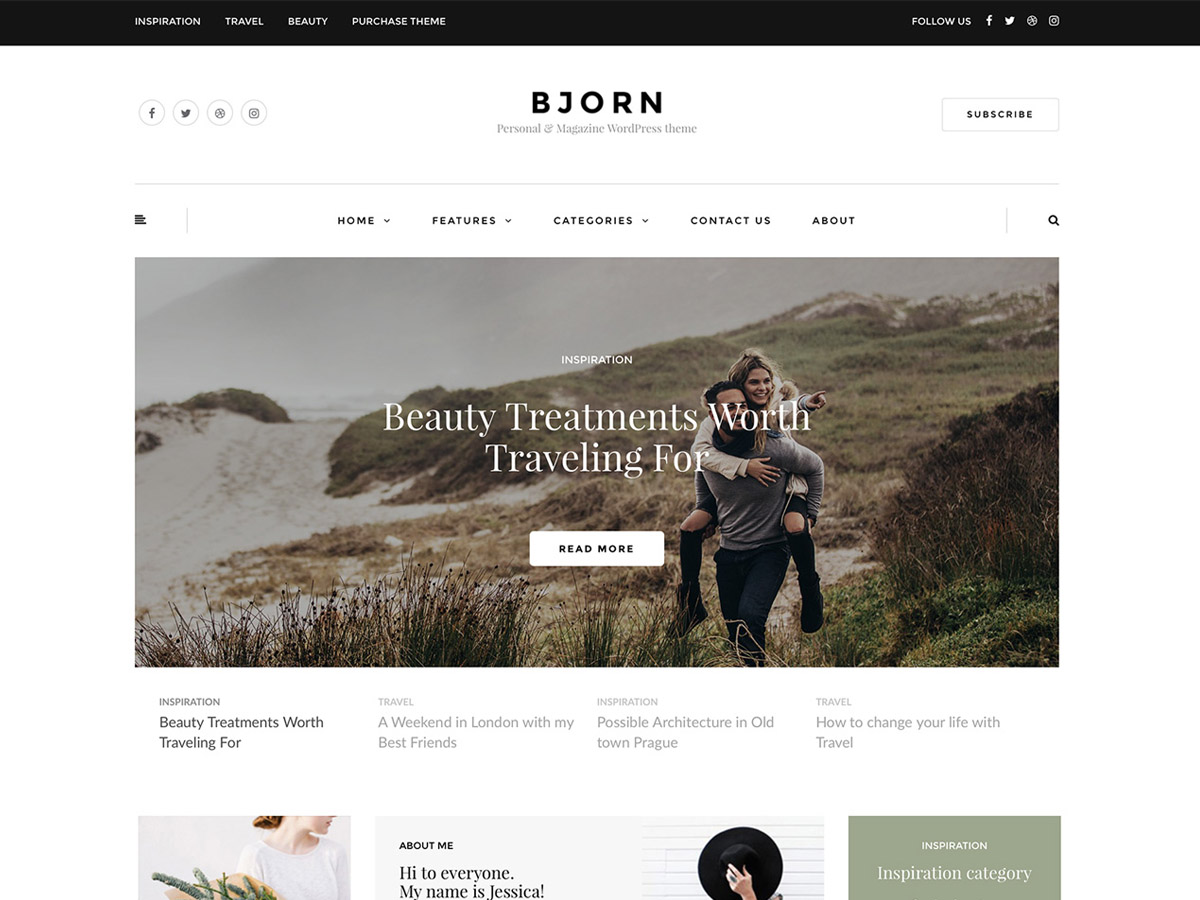 INSPIRATION TRAVEL BEAUTY PURCHASE THEME FOLLOW US
BJORN
Personal & Magazine WordPress theme
SUBSCRIBE
HOME FEATURES CATEGORIES CONTACT US ABOUT
INSPIRATION
Beauty Treatments Worth
Traveling For
READ MORE
INSPIRATION
Beauty Treatments Worth
Traveling For
TRAVEL
A Weekend in London with my
Best Friends
INSPIRATION
Possible Architecture in Old
town Prague
TRAVEL
How to change your life with
Travel
ABOUT ME
Hi to everyone.
My name is Jessica!
INSPIRATION
Inspiration category